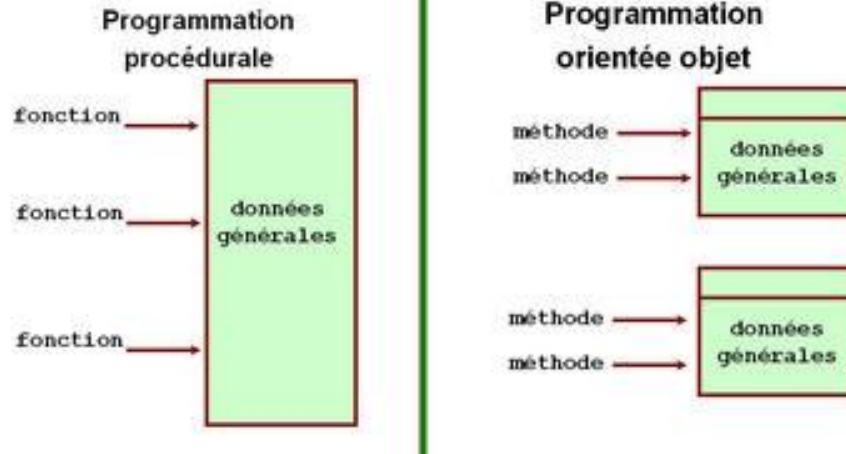 Programmation
procédurale
fonction
fonction
données
générales
fonction
Programmation
orientée objet
méthode
méthode
données
générales
méthode
méthode
données
générales